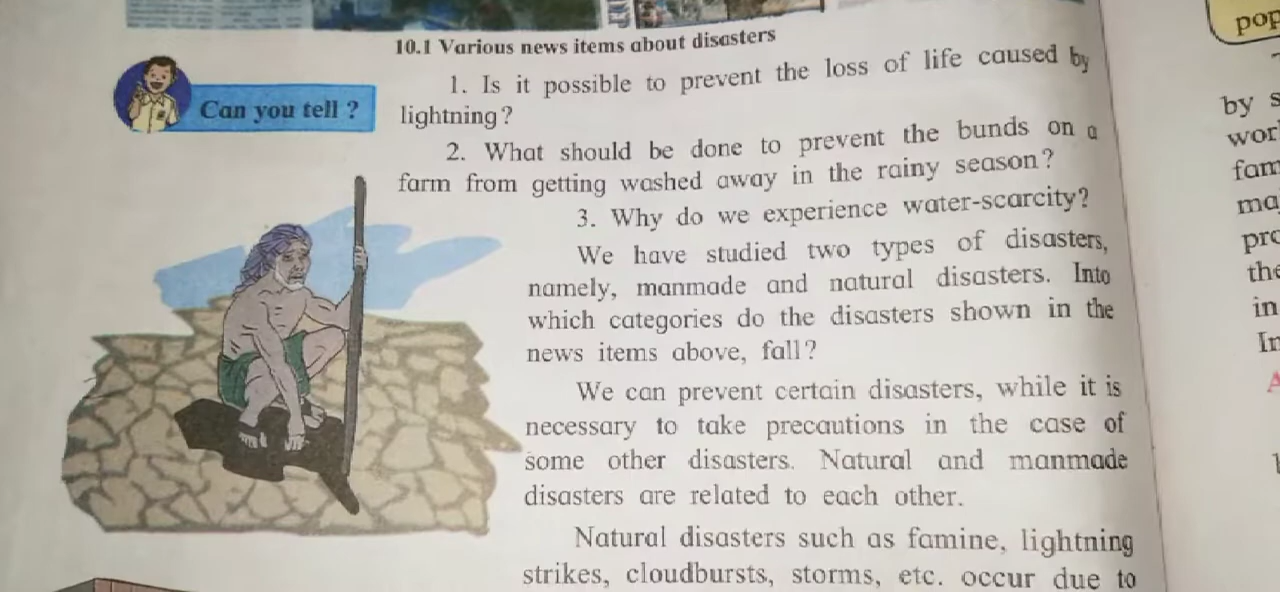 10.1 Various news items about disasters
Can you tell ?
1. Is it possible to prevent the loss of life caused by
lightning?
2. What should be done to prevent the bunds on a
farm from getting washed away in the rainy season?
3. Why do we experience water-scarcity?
We have studied two types of disasters,
namely, manmade and natural disasters. Into
which categories do the disasters shown in the
news items above, fall?
We can prevent certain disasters, while it is
necessary to take precautions in the case of
some other disasters. Natural and manmade
disasters are related to each other.
Natural disasters such as famine, lightning
strikes, cloudbursts, storms, etc. occur due to
by
the
in